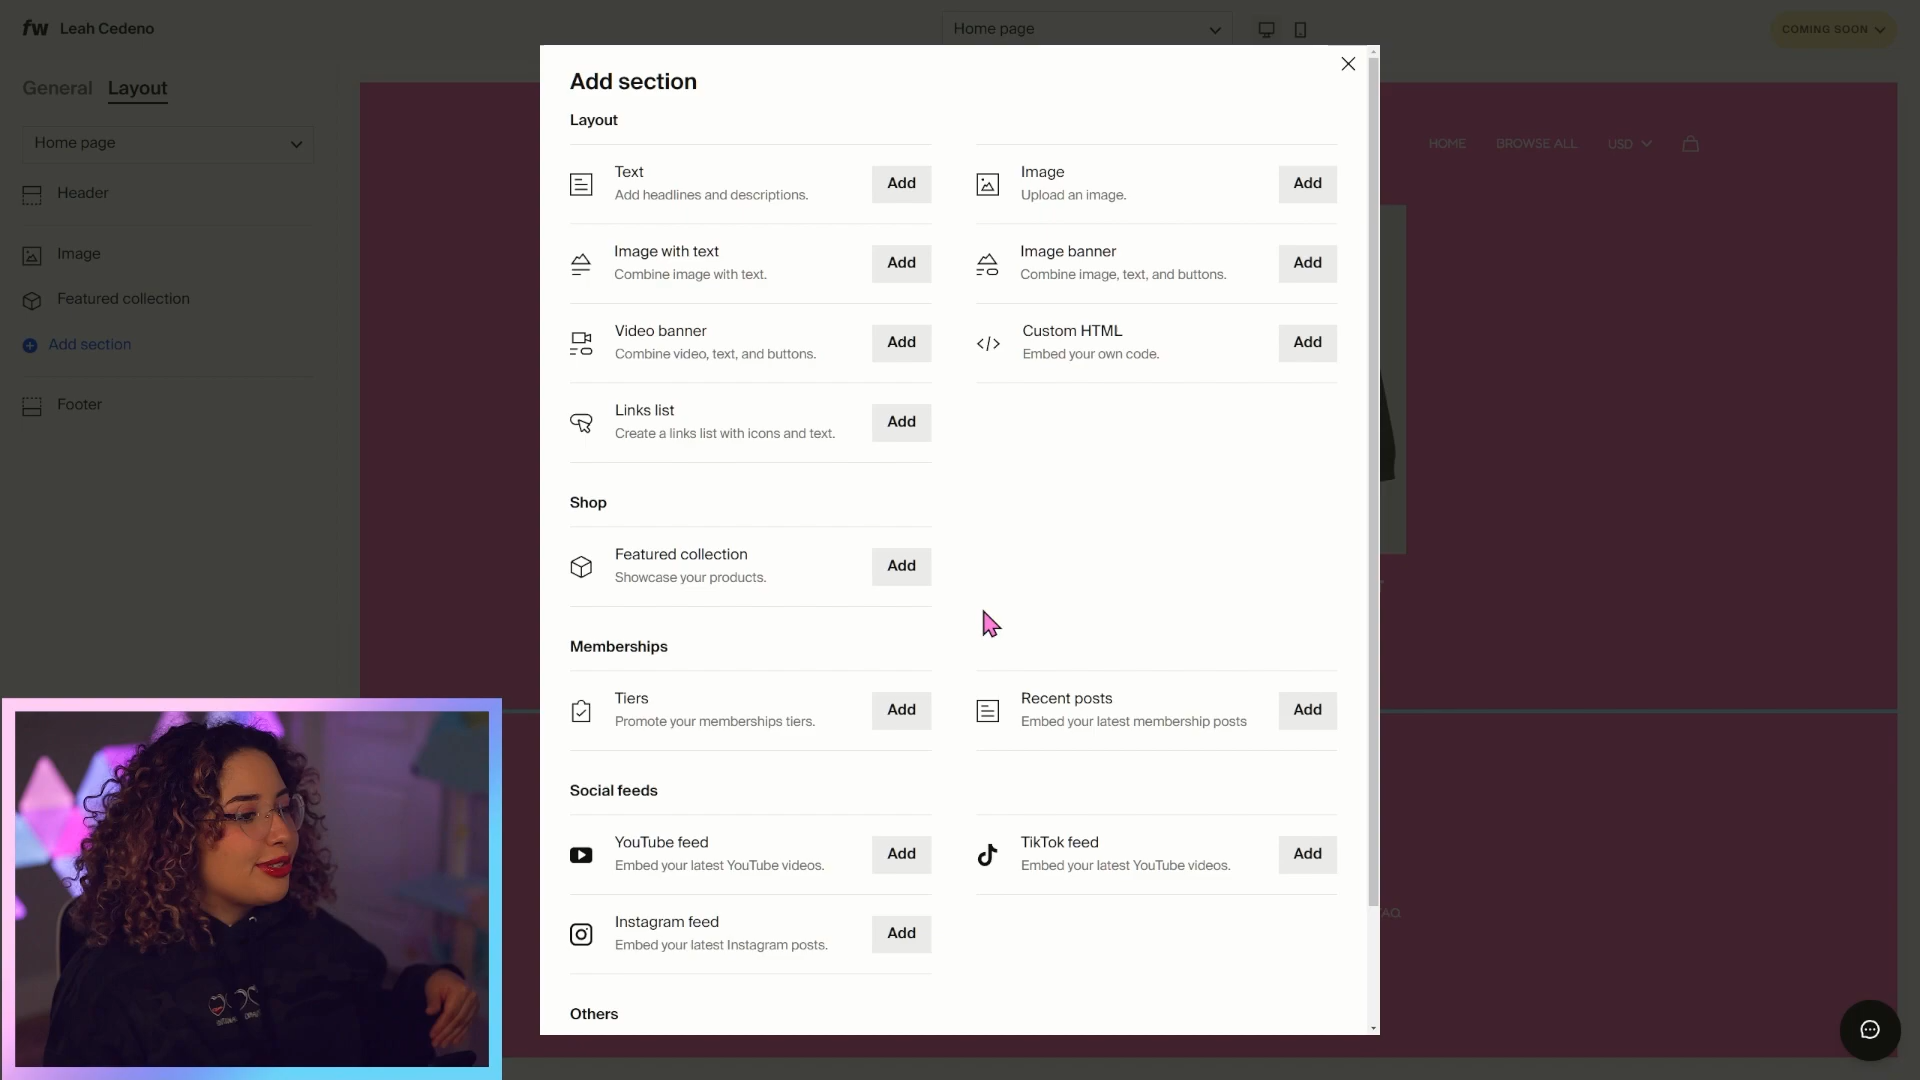 fw Leah Cedeno
Home page
COMING SOON
General Layout
Home page
Header
Image
Featured collection
Add section
Footer
HOME BROWSE ALL USD
Add section
Layout
Text
Add headlines and descriptions.
Add
Image
Upload an image.
Add
Image with text
Combine image with text.
Add
Image banner
Combine image, text, and buttons.
Add
Video banner
Combine video, text, and buttons.
Add
Custom HTML
Embed your own code.
Add
Links list
Create a links list with icons and text.
Add
Shop
Featured collection
Showcase your products.
Add
Memberships
Tiers
Promote your memberships tiers.
Add
Recent posts
Embed your latest membership posts
Add
Social feeds
YouTube feed
Embed your latest YouTube videos.
Add
TikTok feed
Embed your latest YouTube videos.
Add
Instagram feed
Embed your latest Instagram posts.
Add
Others